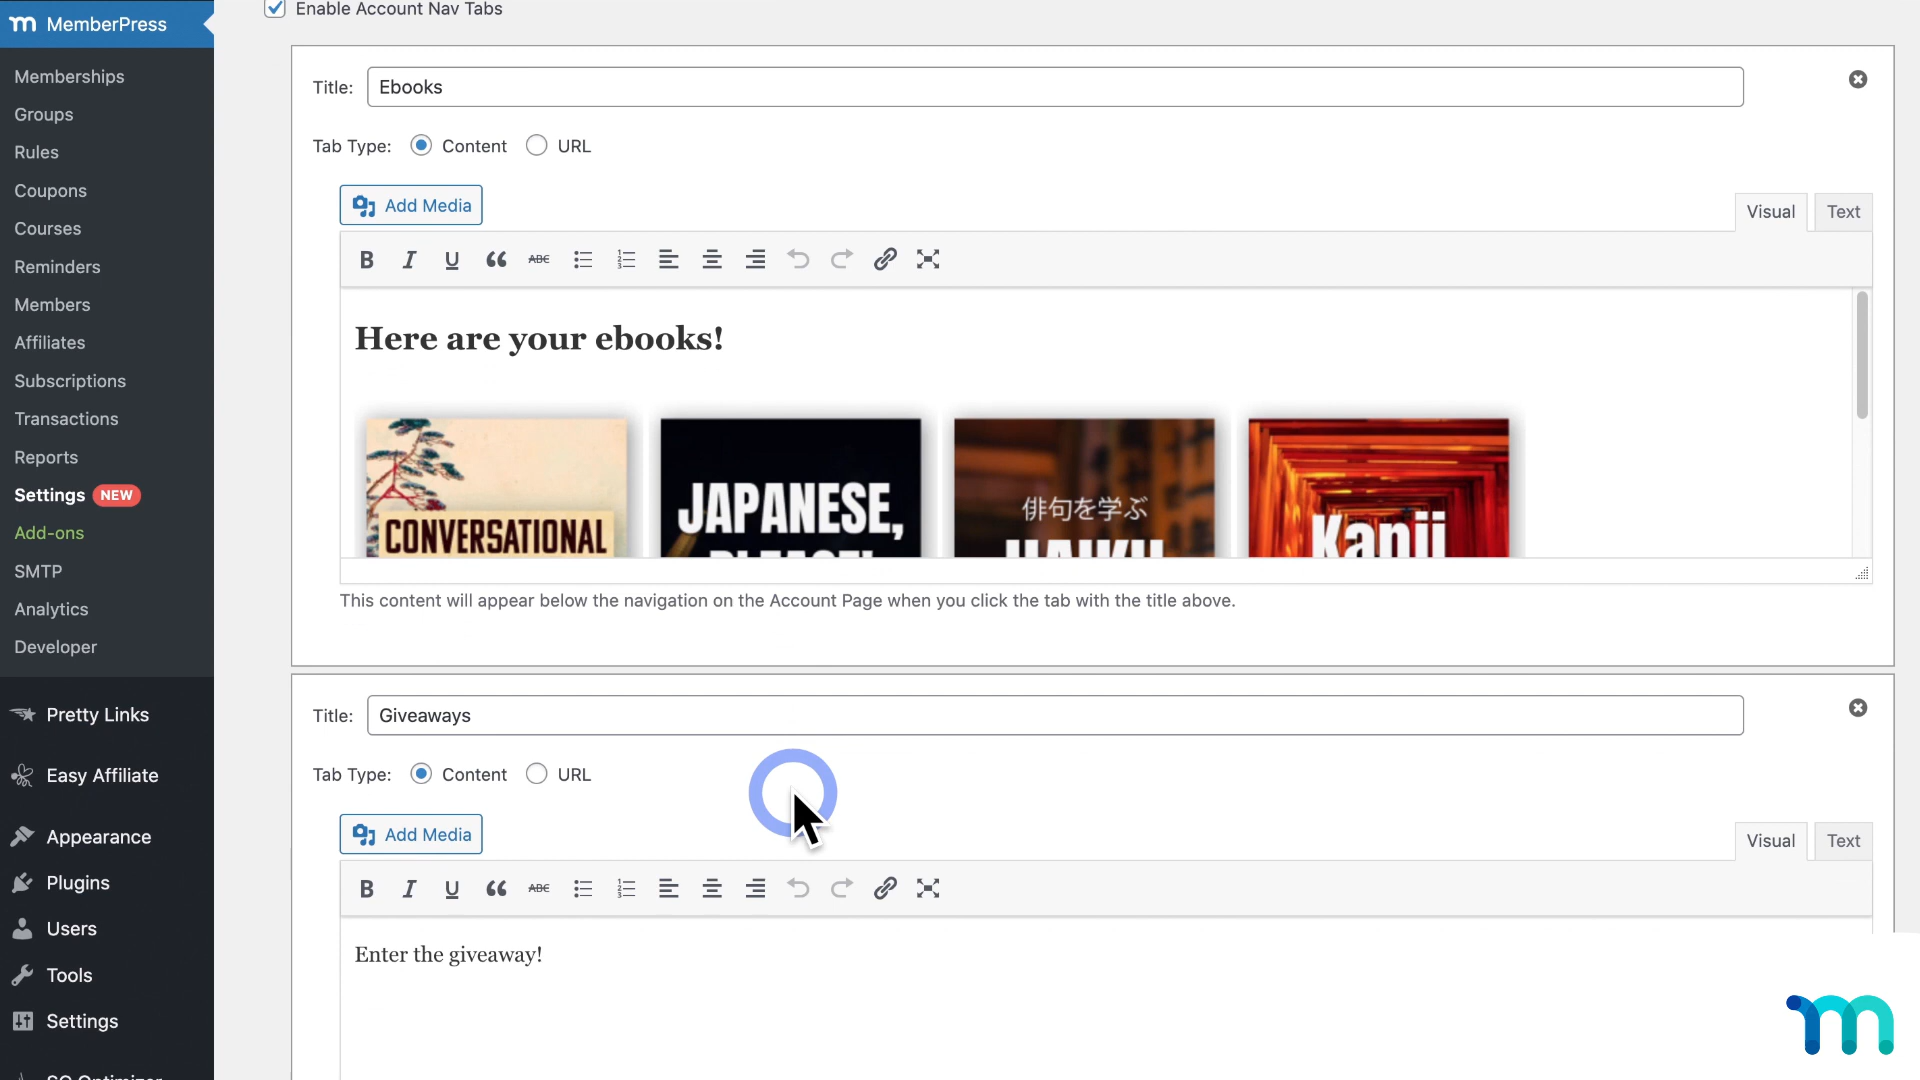 MemberPress
Enable Account Nav Tabs
Memberships
Groups
Rules
Coupons
Courses
Reminders
Members
Affiliates
Subscriptions
Transactions
Reports
Settings NEW
Add-ons
SMTP
Analytics
Developer
Pretty Links
Easy Affiliate
Appearance
Plugins
Users
Tools
Settings
Title: Ebooks
Tab Type: Content URL
Add Media
Visual Text
B I U ABC
Here are your ebooks!
CONVERSATIONAL
JAPANESE,
PLEASE!
俳句を学ぶ
HAIKU
Kanji
This content will appear below the navigation on the Account Page when you click the tab with the title above.
Title: Giveaways
Tab Type: Content URL
Add Media
Visual Text
B I U ABC
Enter the giveaway!